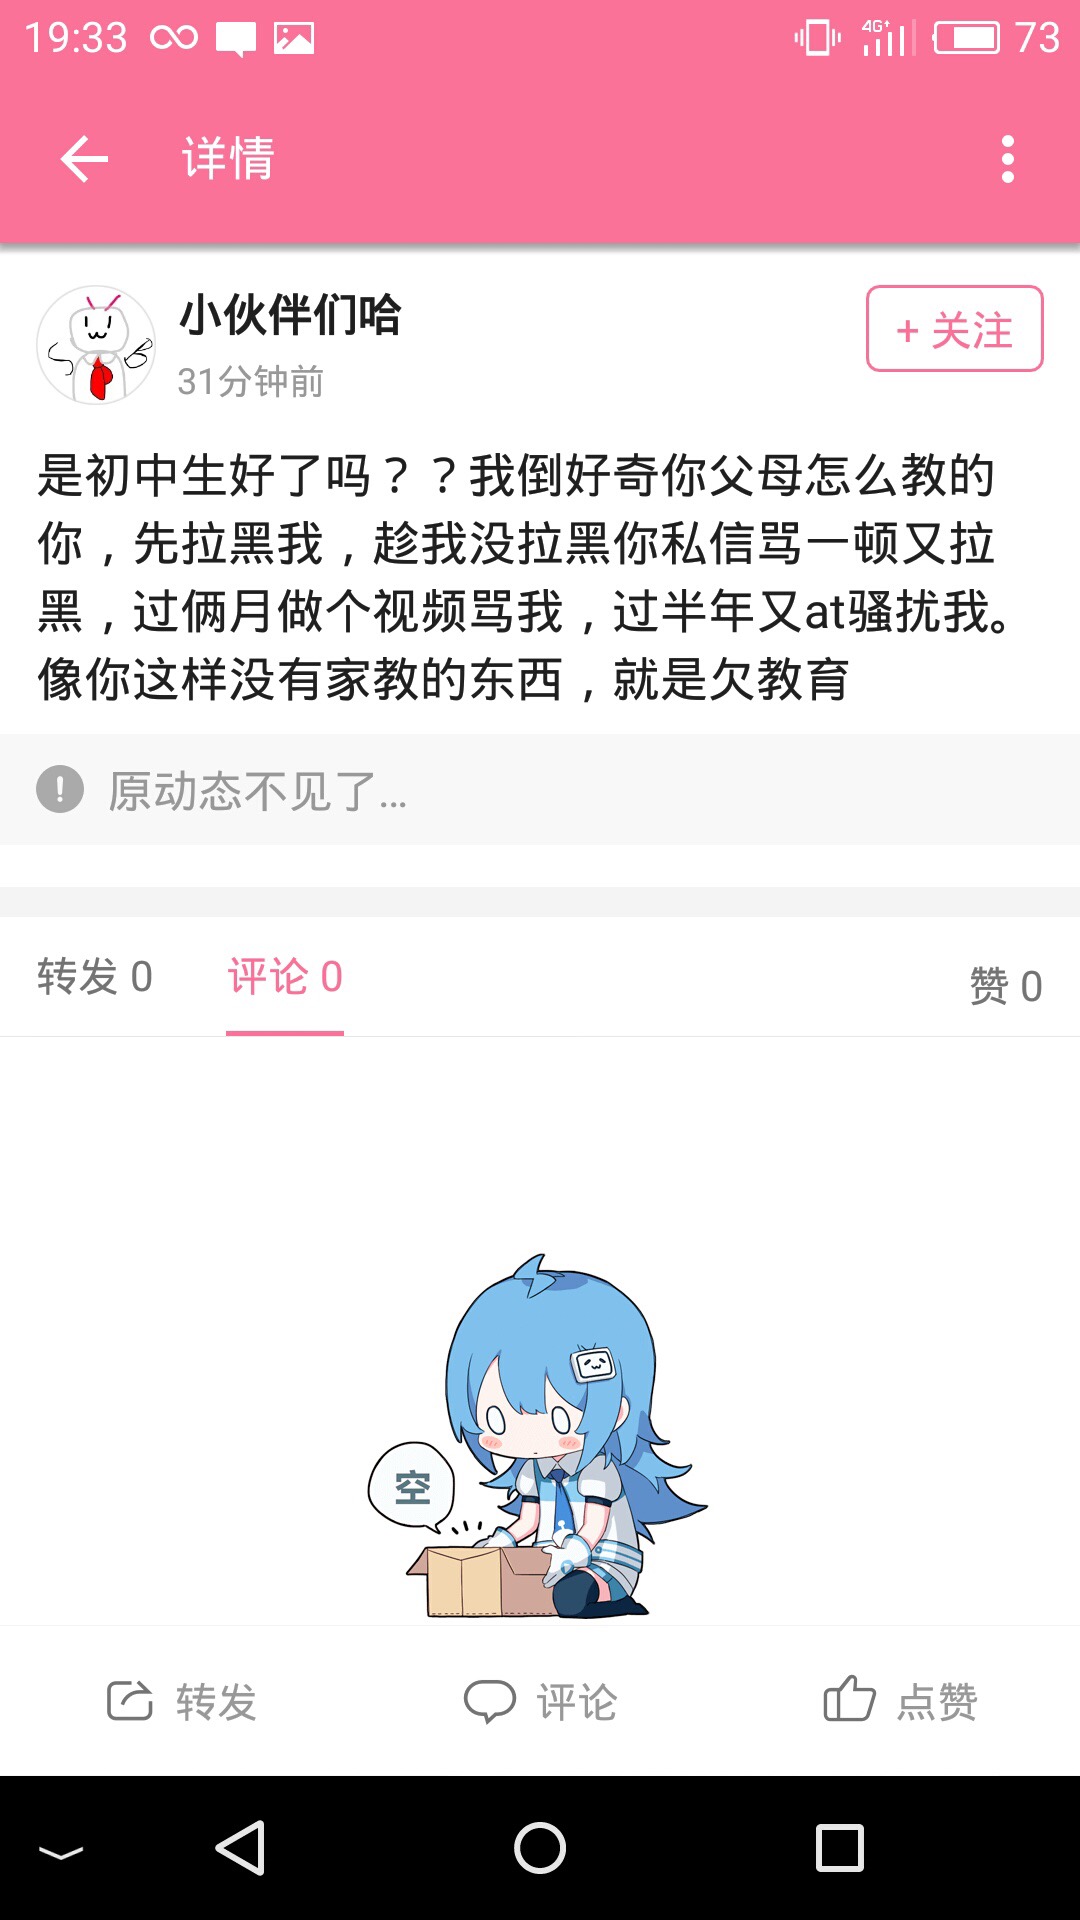 19:33
4G+
73
详情
小伙伴们哈
31分钟前
+ 关注
是初中生好了吗？？我倒好奇你父母怎么教的
你，先拉黑我，趁我没拉黑你私信骂一顿又拉
黑，过俩月做个视频骂我，过半年又at骚扰我。
像你这样没有家教的东西，就是欠教育
原动态不见了...
转发 0
评论 0
赞 0
空
转发
评论
点赞